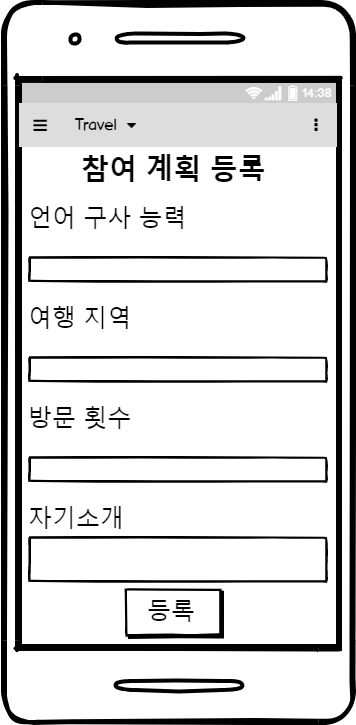 14:38
Travel
참여 계획 등록
언어 구사 능력
여행 지역
방문 횟수
자기소개
등록